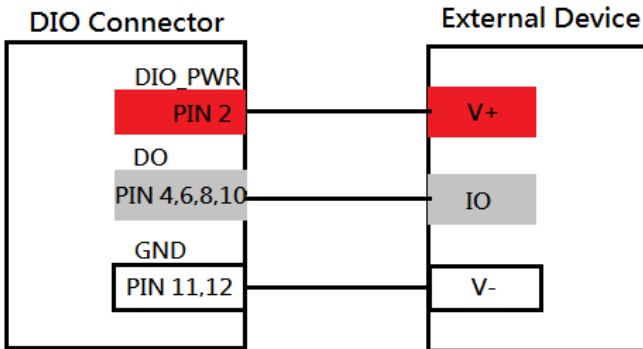 DIO Connector
External Device
DIO_PWR
PIN 2
V+
DO
PIN 4,6,8,10
IO
GND
PIN 11,12
V-